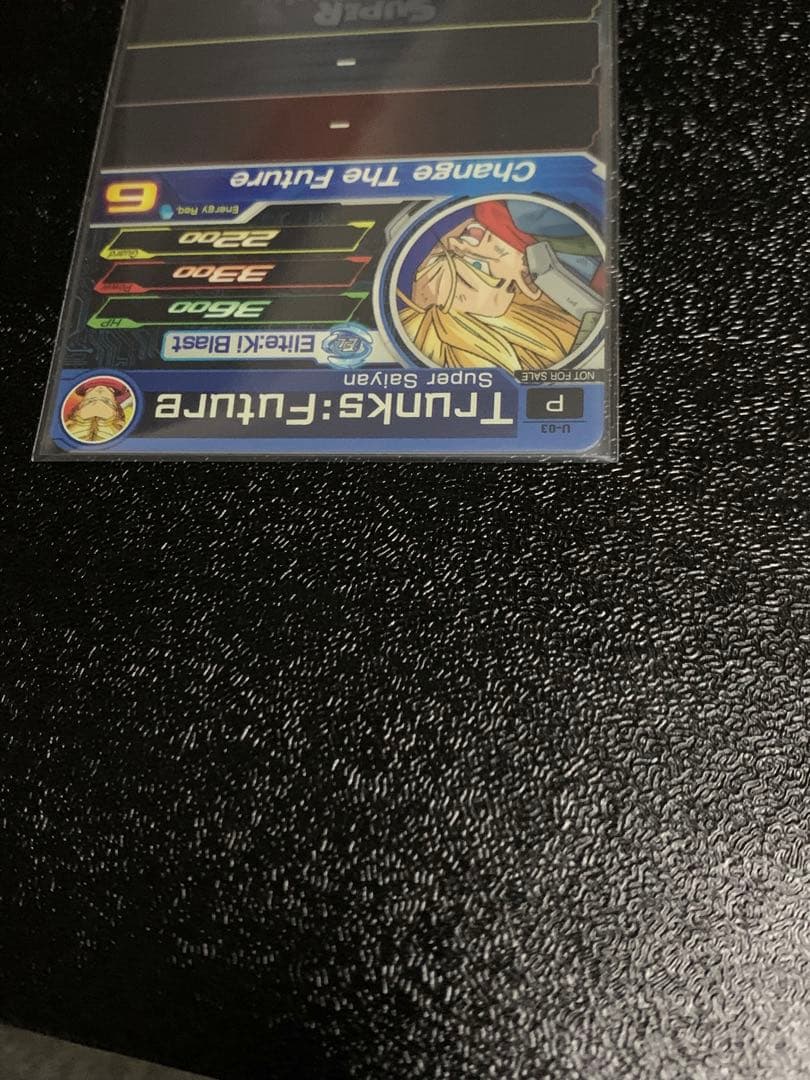 U-03
P
NOT FOR SALE
Trunks:Future
Super Saiyan
Elite:Ki Blast
HP 3600
Power 3300
Guard 2200
Energy Req. 6
Change The Future
-
-
SUPER